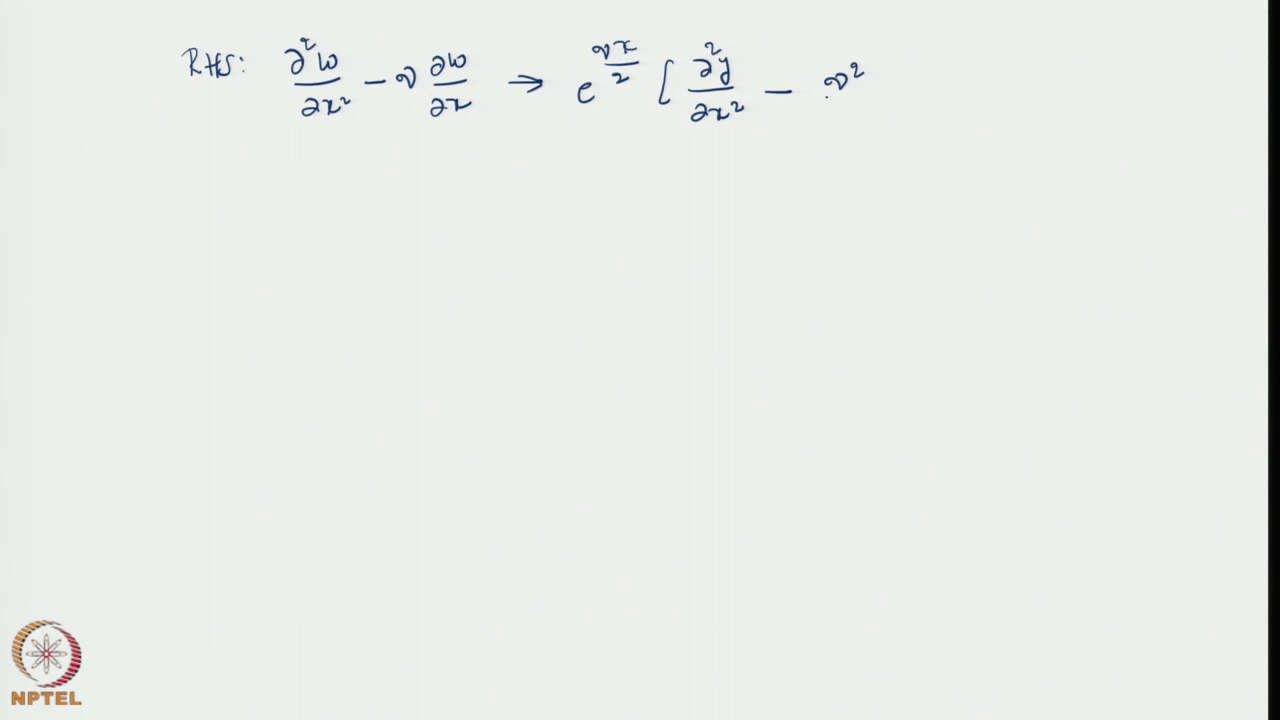 RHS: ∂²w/∂x² − v ∂w/∂x → e^(vx/2) [ ∂²y/∂x² − v²
NPTEL